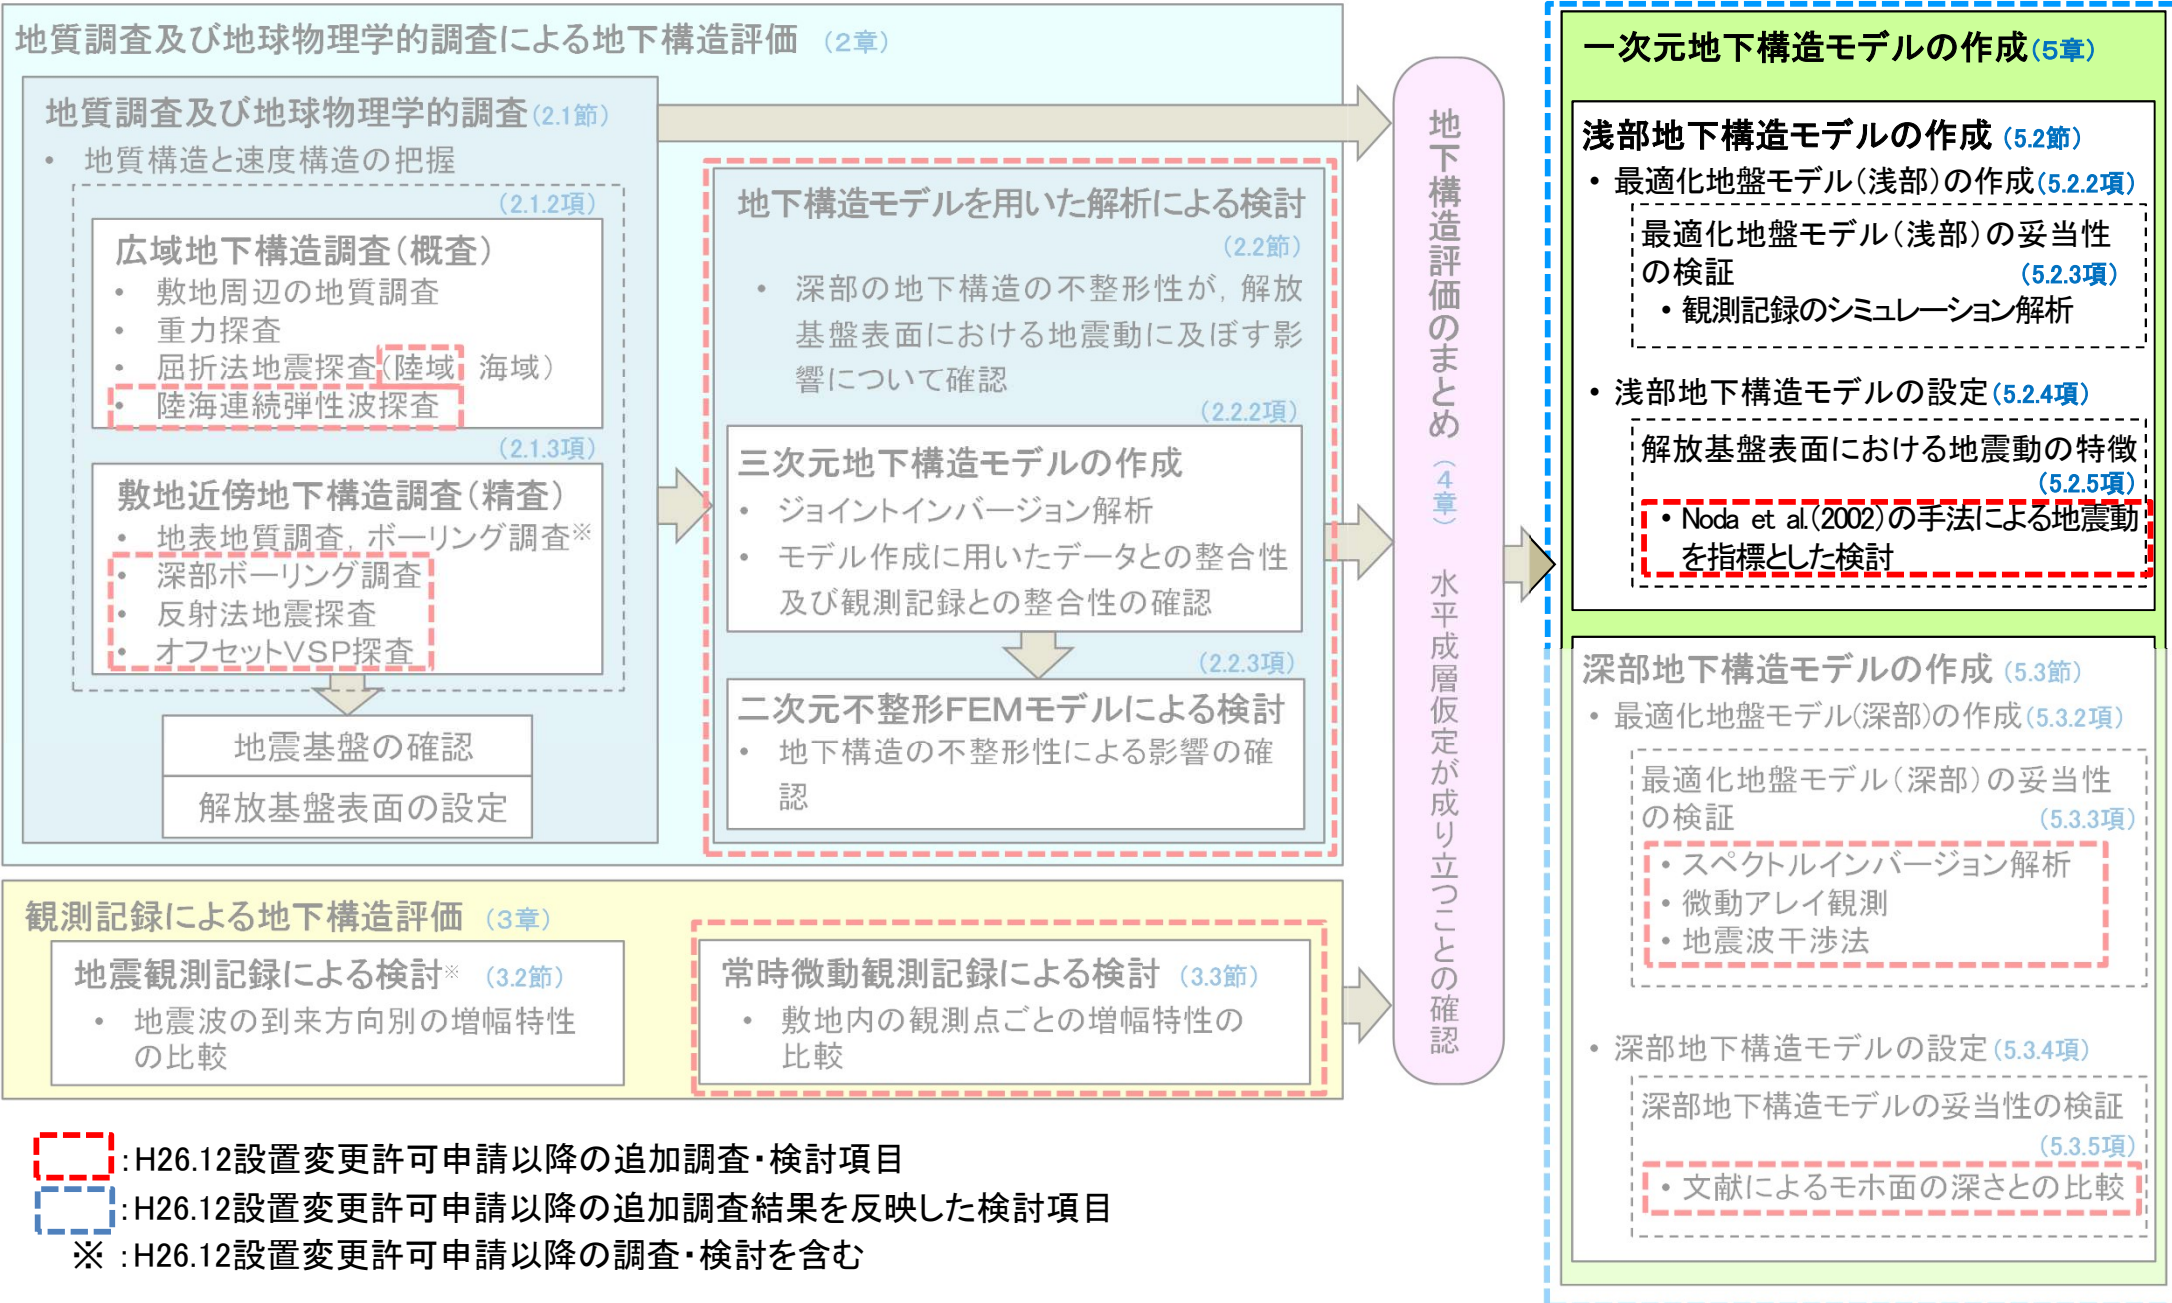 地質調査及び地球物理学的調査による地下構造評価 （2章）
地質調査及び地球物理学的調査(2.1節)
• 地質構造と速度構造の把握
（2.1.2項）
広域地下構造調査（概査）
• 敷地周辺の地質調査
• 重力探査
• 屈折法地震探査（陸域 海域）
• 陸海連続弾性波探査
（2.1.3項）
敷地近傍地下構造調査（精査）
• 地表地質調査，ボーリング調査※
• 深部ボーリング調査
• 反射法地震探査
• オフセットVSP探査
地震基盤の確認
解放基盤表面の設定
地下構造モデルを用いた解析による検討
（2.2節）
• 深部の地下構造の不整形性が，解放
基盤表面における地震動に及ぼす影
響について確認
（2.2.2項）
三次元地下構造モデルの作成
• ジョイントインバージョン解析
• モデル作成に用いたデータとの整合性
及び観測記録との整合性の確認
（2.2.3項）
二次元不整形FEMモデルによる検討
• 地下構造の不整形性による影響の確
認
観測記録による地下構造評価 （3章）
地震観測記録による検討※ （3.2節）
• 地震波の到来方向別の増幅特性
の比較
常時微動観測記録による検討 （3.3節）
• 敷地内の観測点ごとの増幅特性の
比較
地下構造評価のまとめ（4章） 水平成層仮定が成り立つことの確認
一次元地下構造モデルの作成(5章)
浅部地下構造モデルの作成 (5.2節)
• 最適化地盤モデル（浅部）の作成(5.2.2項)
最適化地盤モデル（浅部）の妥当性
の検証 (5.2.3項)
• 観測記録のシミュレーション解析
• 浅部地下構造モデルの設定(5.2.4項)
解放基盤表面における地震動の特徴
(5.2.5項)
• Noda et al.(2002)の手法による地震動
を指標とした検討
深部地下構造モデルの作成 (5.3節)
• 最適化地盤モデル(深部)の作成(5.3.2項)
最適化地盤モデル（深部）の妥当性
の検証 (5.3.3項)
• スペクトルインバージョン解析
• 微動アレイ観測
• 地震波干渉法
• 深部地下構造モデルの設定(5.3.4項)
深部地下構造モデルの妥当性の検証
(5.3.5項)
• 文献によるモホ面の深さとの比較
：H26.12設置変更許可申請以降の追加調査・検討項目
：H26.12設置変更許可申請以降の追加調査結果を反映した検討項目
※ ：H26.12設置変更許可申請以降の調査・検討を含む